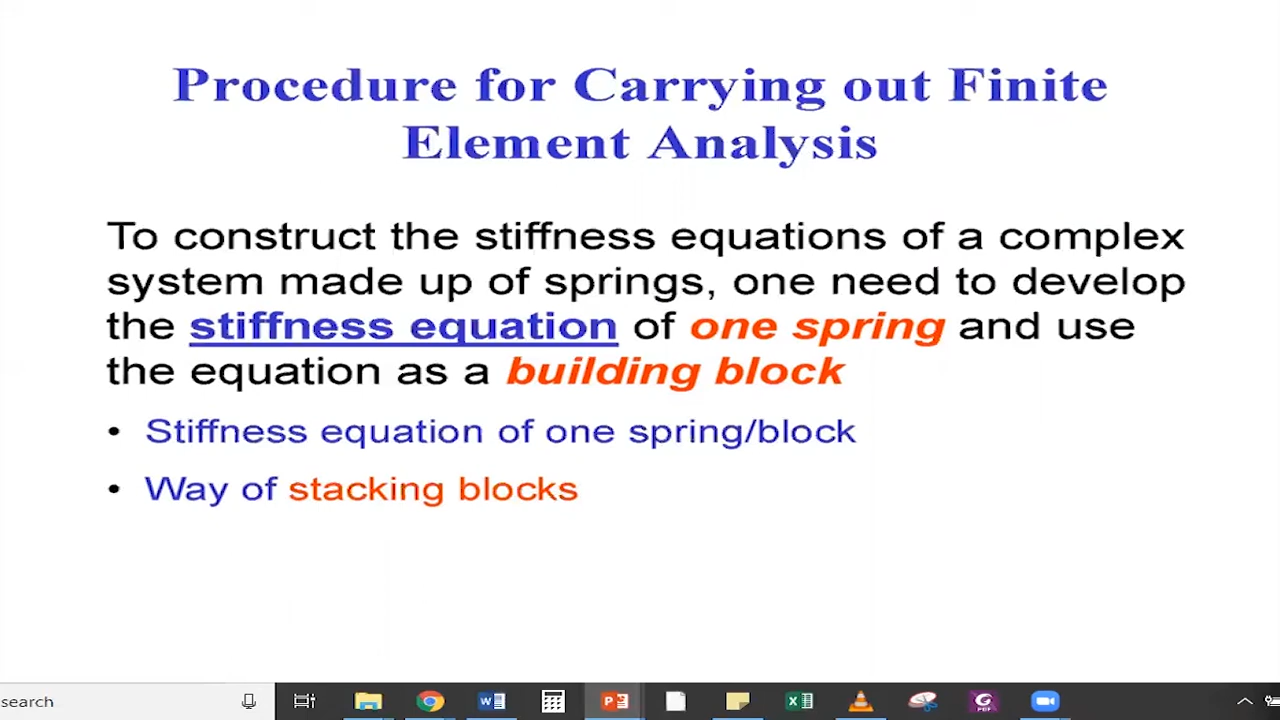 Procedure for Carrying out Finite
Element Analysis
To construct the stiffness equations of a complex
system made up of springs, one need to develop
the stiffness equation of one spring and use
the equation as a building block
• Stiffness equation of one spring/block
• Way of stacking blocks
search